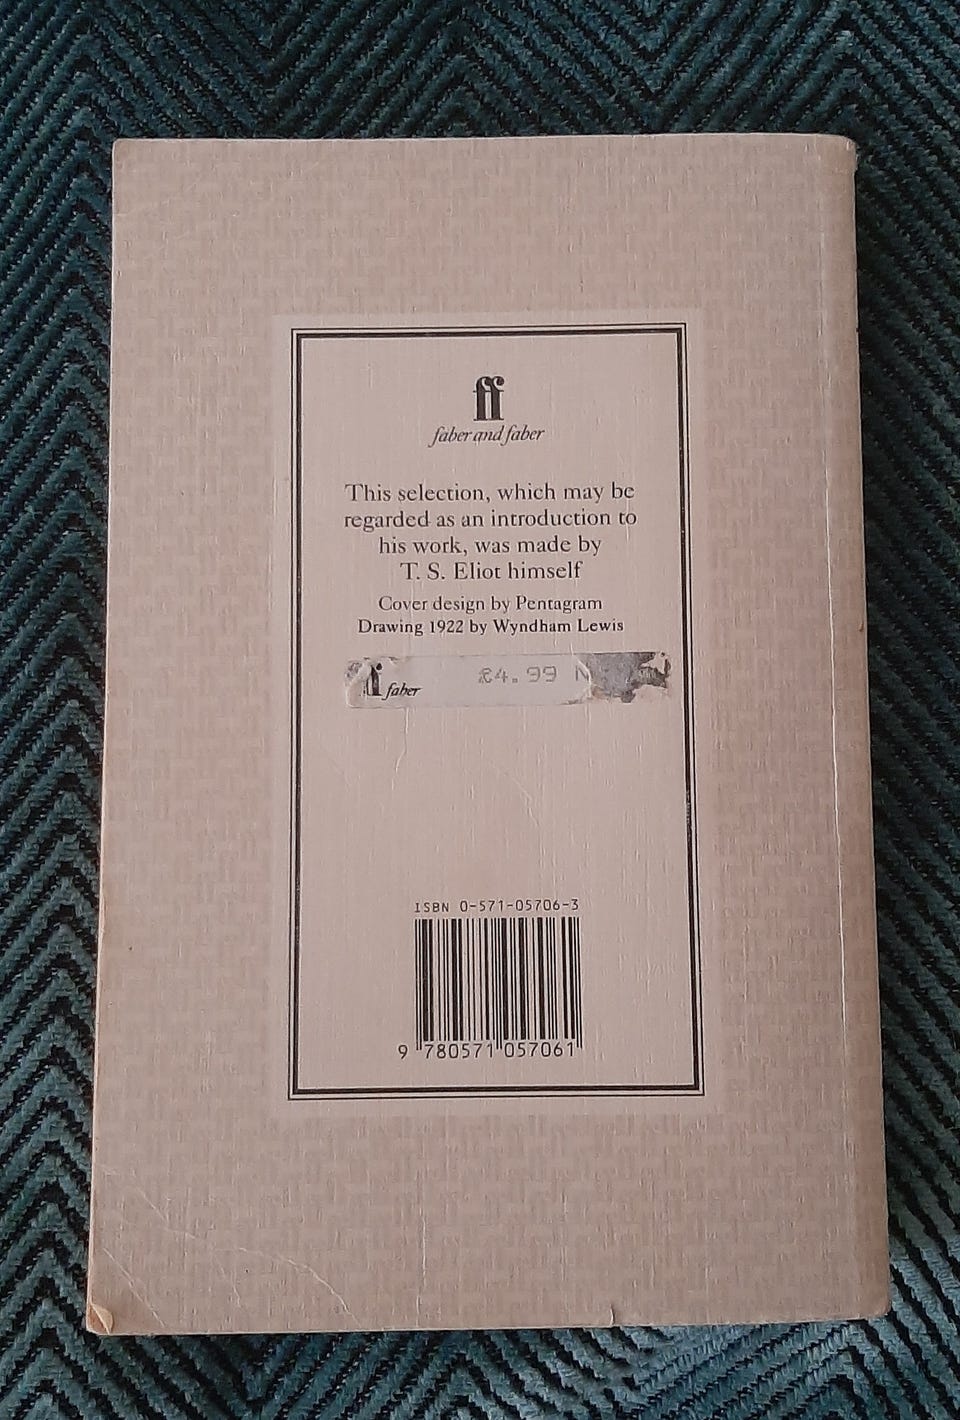 ff
faber and faber
This selection, which may be
regarded as an introduction to
his work, was made by
T. S. Eliot himself
Cover design by Pentagram
Drawing 1922 by Wyndham Lewis
ff faber £4.99 N
ISBN 0-571-05706-3
9 780571 057061